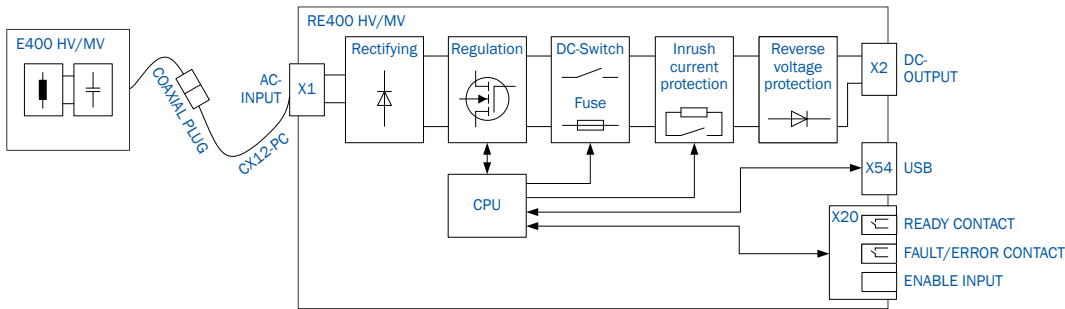 RE400 HV/MV
E400 HV/MV
COAXIAL PLUG
CX12-PC
AC-
INPUT
X1
Rectifying
Regulation
DC-Switch
Fuse
Inrush
current
protection
Reverse
voltage
protection
X2
DC-
OUTPUT
CPU
X54
USB
X20
READY CONTACT
FAULT/ERROR CONTACT
ENABLE INPUT